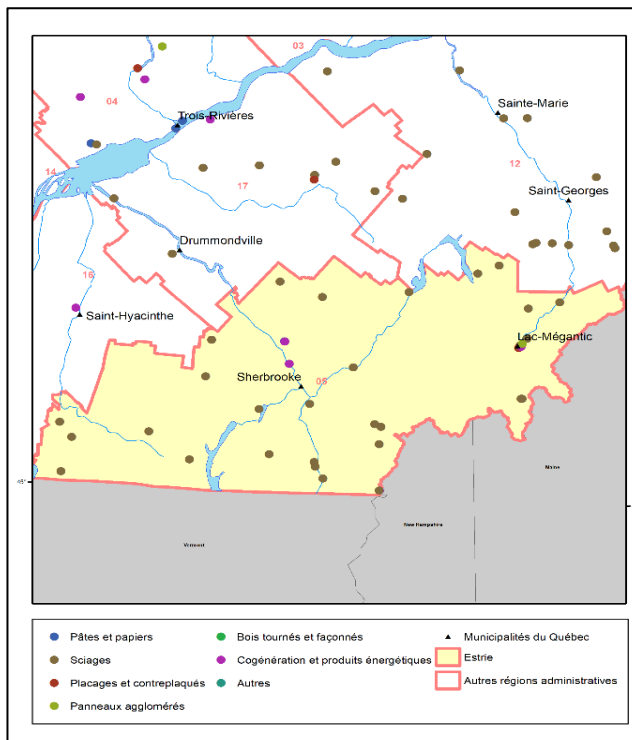 03
04
Trois-Rivières
Sainte-Marie
12
14
17
Saint-Georges
Drummondville
16
Saint-Hyacinthe
Lac-Mégantic
Sherbrooke
05
45°
Maine
New Hampshire
Vermont
Pâtes et papiers
Bois tournés et façonnés
Municipalités du Québec
Sciages
Cogénération et produits énergétiques
Estrie
Placages et contreplaqués
Autres
Autres régions administratives
Panneaux agglomérés